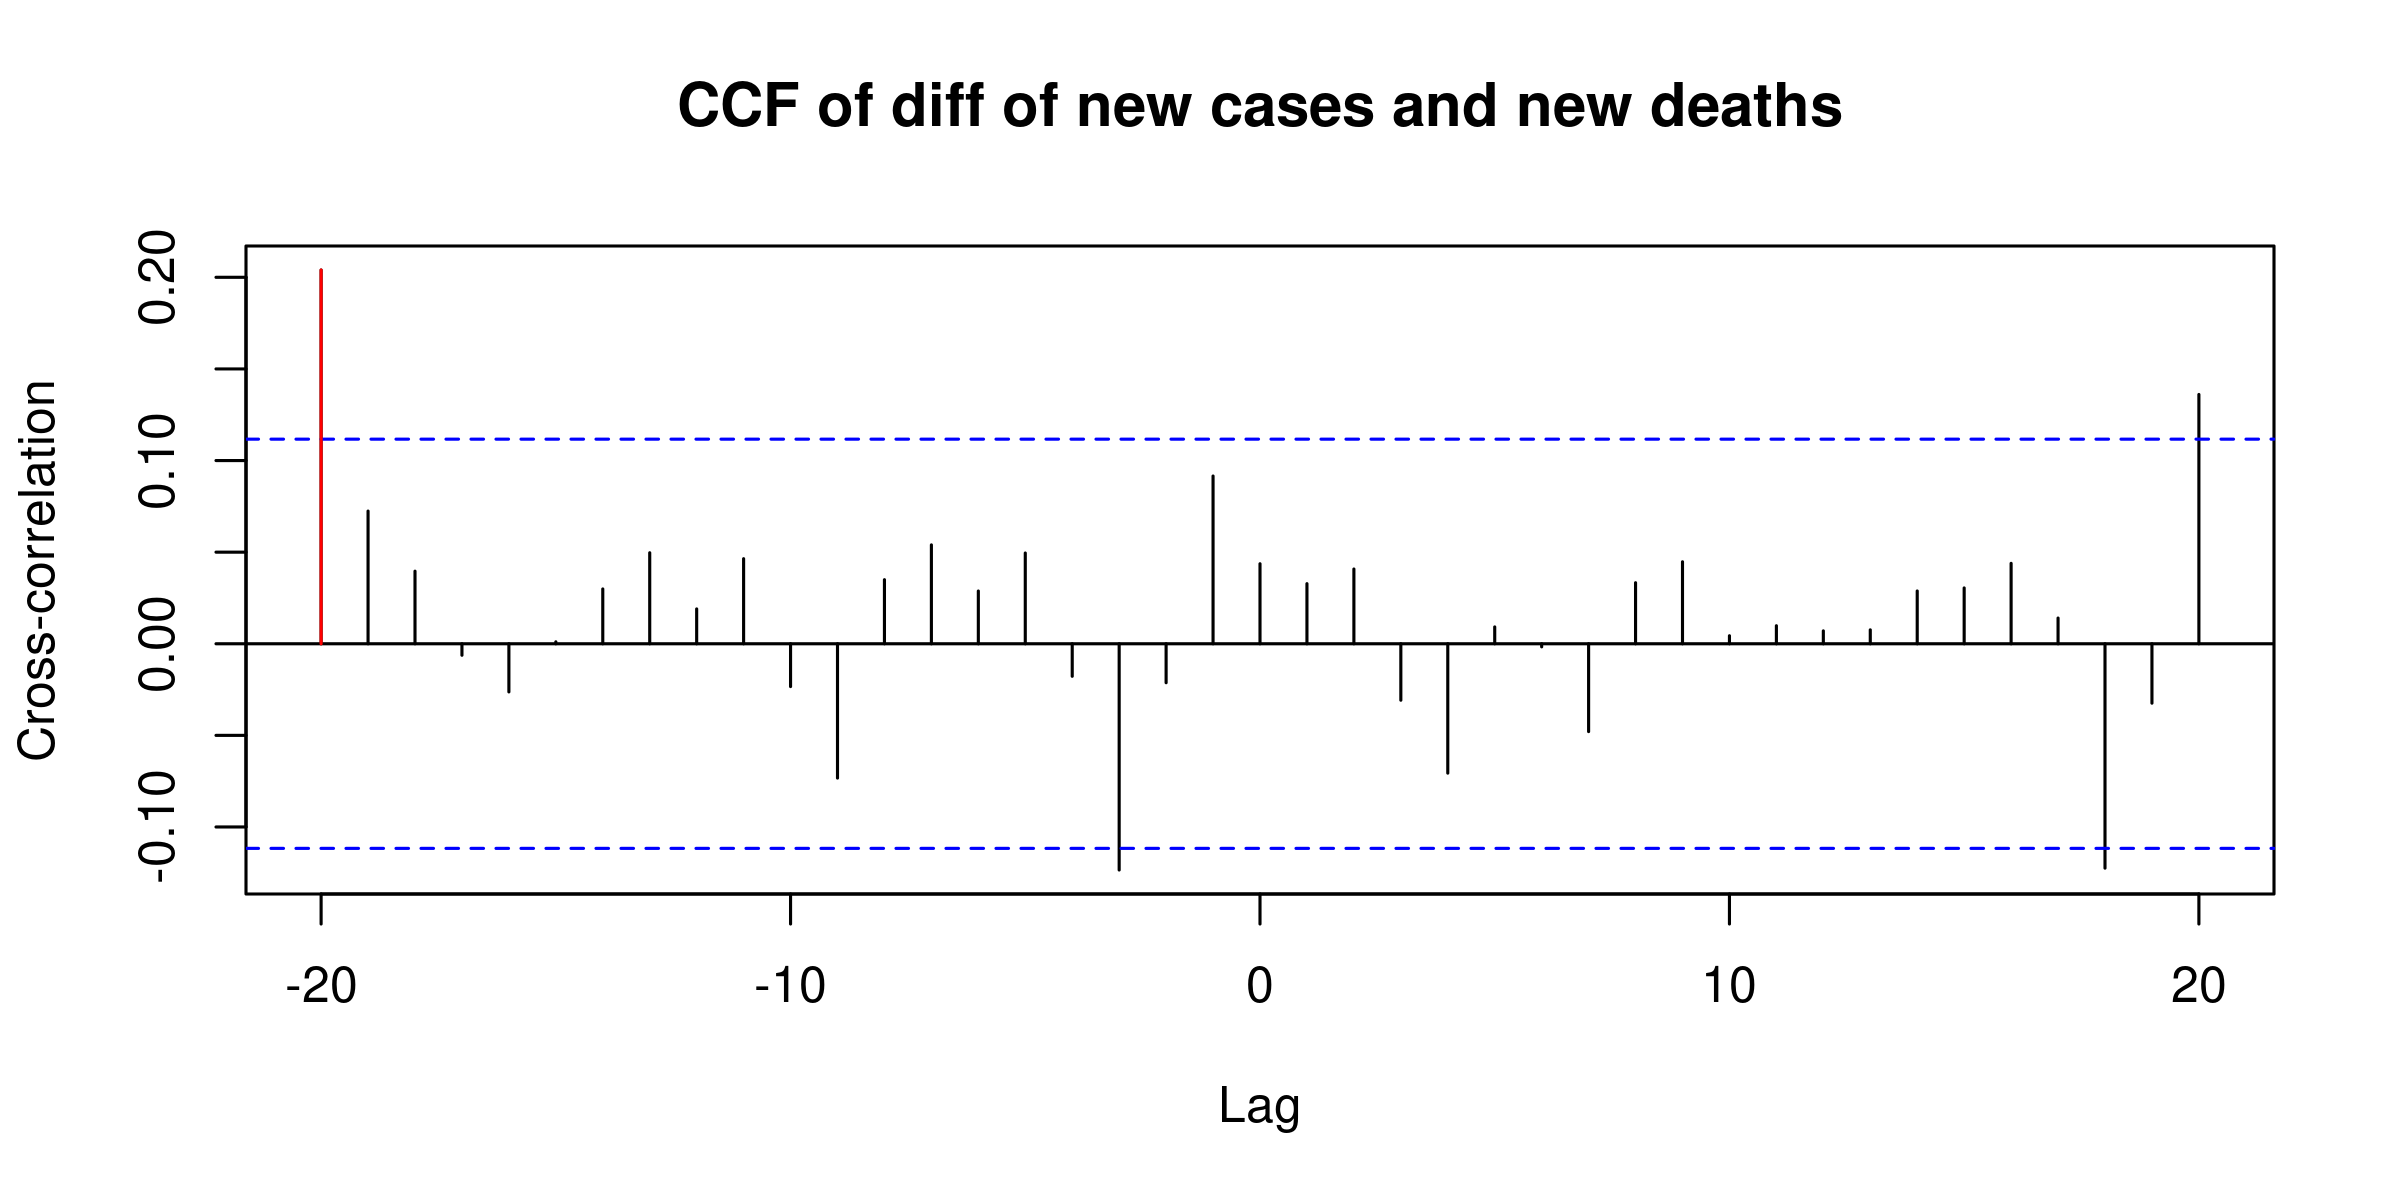 CCF of diff of new cases and new deaths
Cross-correlation
0.20
0.10
0.00
-0.10
-20 -10 0 10 20
Lag